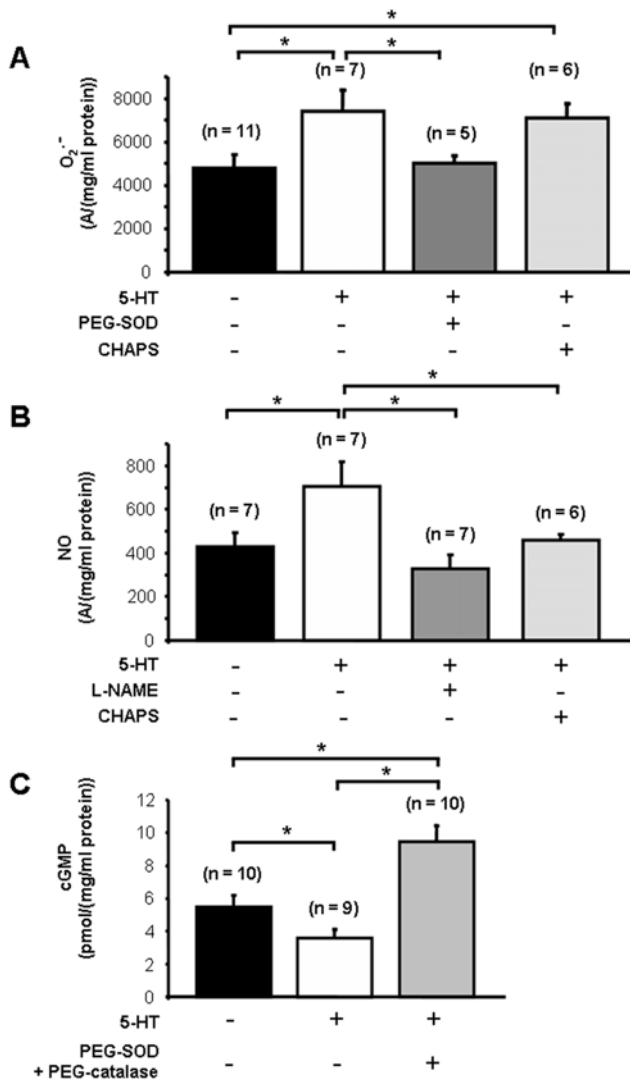 *
* *
A
(n = 7) (n = 6)
8000
(n = 11) (n = 5)
6000
4000
2000
0
O₂·⁻
(A/(mg/ml protein))
5-HT - + + +
PEG-SOD - - + -
CHAPS - - - +
*
* *
B
(n = 7)
800
(n = 7) (n = 7) (n = 6)
600
400
200
0
NO
(A/(mg/ml protein))
5-HT - + + +
L-NAME - - + -
CHAPS - - - +
*
*
C
12
(n = 10)
10
*
8
(n = 10)
(n = 9)
6
4
2
0
cGMP
(pmol/(mg/ml protein))
5-HT - + +
PEG-SOD
+ PEG-catalase - - +